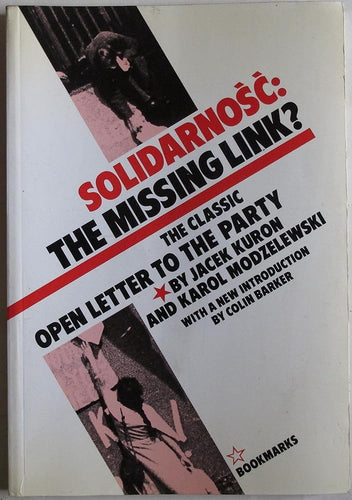 SOLIDARNOŚĆ:
THE MISSING LINK?
THE CLASSIC
OPEN LETTER TO THE PARTY
BY JACEK KURON
AND KAROL MODZELEWSKI
WITH A NEW INTRODUCTION
BY COLIN BARKER
BOOKMARKS